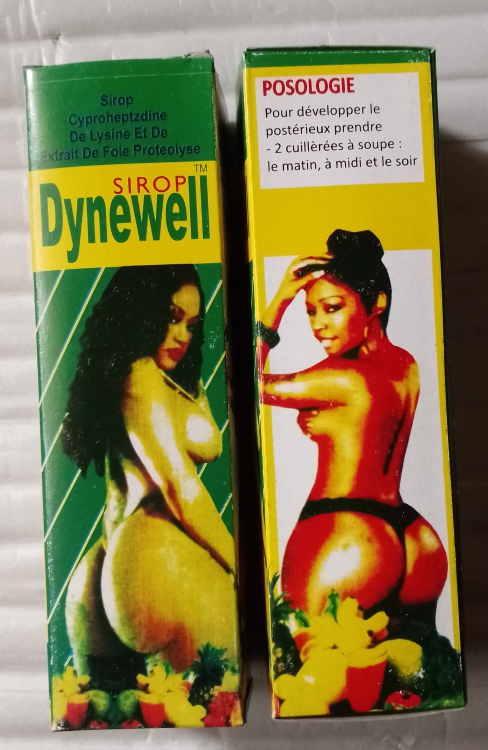 Sirop
Cyproheptzdine
De Lysine Et De
Extrait De Foie Proteolyse
TM
SIROP
Dynewell
POSOLOGIE
Pour développer le
postérieux prendre
- 2 cuillèrées à soupe :
le matin, à midi et le soir